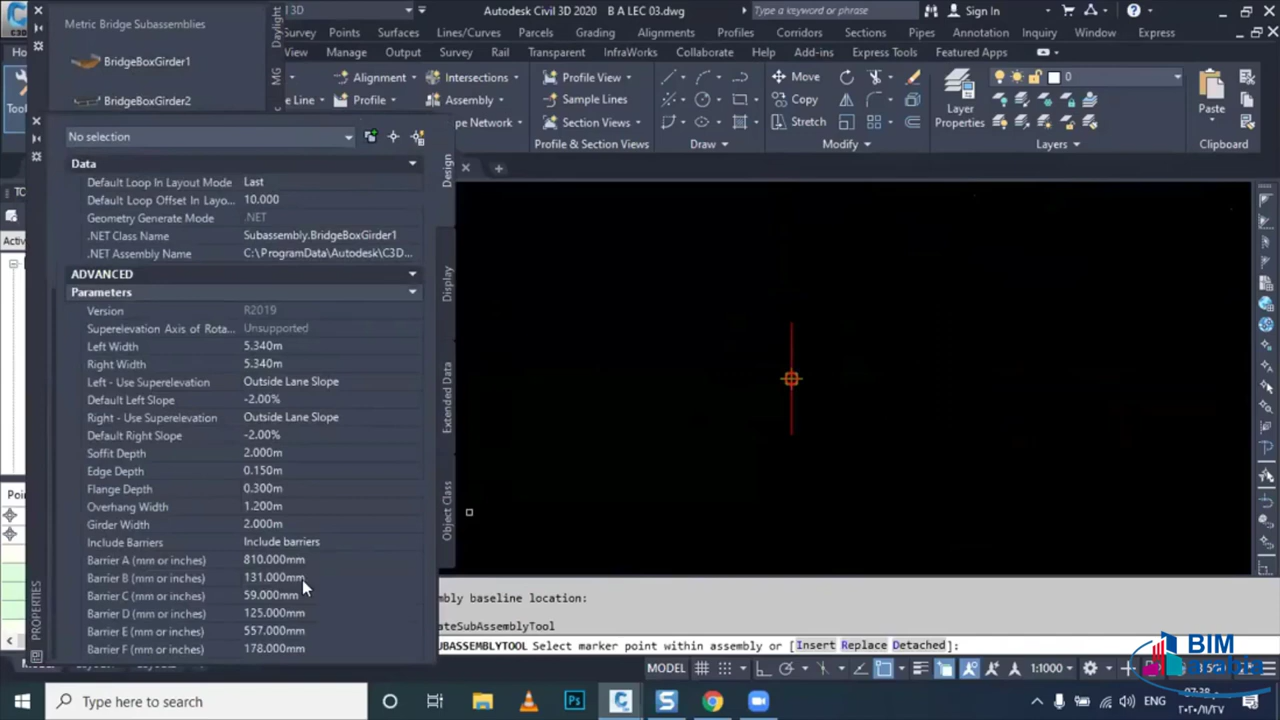 3D
Autodesk Civil 3D 2020 B A LEC 03.dwg
Type a keyword or phrase
Sign In
Survey Points Surfaces Lines/Curves Parcels Grading Alignments Profiles Corridors Sections Pipes Annotation Inquiry Window Express
View Manage Output Survey Rail Transparent InfraWorks Collaborate Help Add-ins Express Tools Featured Apps
Metric Bridge Subassemblies
BridgeBoxGirder1
BridgeBoxGirder2
Daylight
MG
Alignment Intersections Profile View Move
Profile Assembly Sample Lines Copy
Section Views Stretch
Layer Properties
0
Paste
Profile & Section Views Draw Modify Layers Clipboard
No selection
Data
Default Loop In Layout Mode Last
Default Loop Offset In Layo... 10.000
Geometry Generate Mode .NET
.NET Class Name Subassembly.BridgeBoxGirder1
.NET Assembly Name C:\ProgramData\Autodesk\C3D...
ADVANCED
Parameters
Version R2019
Superelevation Axis of Rota... Unsupported
Left Width 5.340m
Right Width 5.340m
Left - Use Superelevation Outside Lane Slope
Default Left Slope -2.00%
Right - Use Superelevation Outside Lane Slope
Default Right Slope -2.00%
Soffit Depth 2.000m
Edge Depth 0.150m
Flange Depth 0.300m
Overhang Width 1.200m
Girder Width 2.000m
Include Barriers Include barriers
Barrier A (mm or inches) 810.000mm
Barrier B (mm or inches) 131.000mm
Barrier C (mm or inches) 59.000mm
Barrier D (mm or inches) 125.000mm
Barrier E (mm or inches) 557.000mm
Barrier F (mm or inches) 178.000mm
Design
Display
Extended Data
Object Class
PROPERTIES
baseline location:
SUBASSEMBLYTOOL Select marker point within assembly or [Insert Replace Detached]:
MODEL 1:1000
BIM
Type here to search
ENG